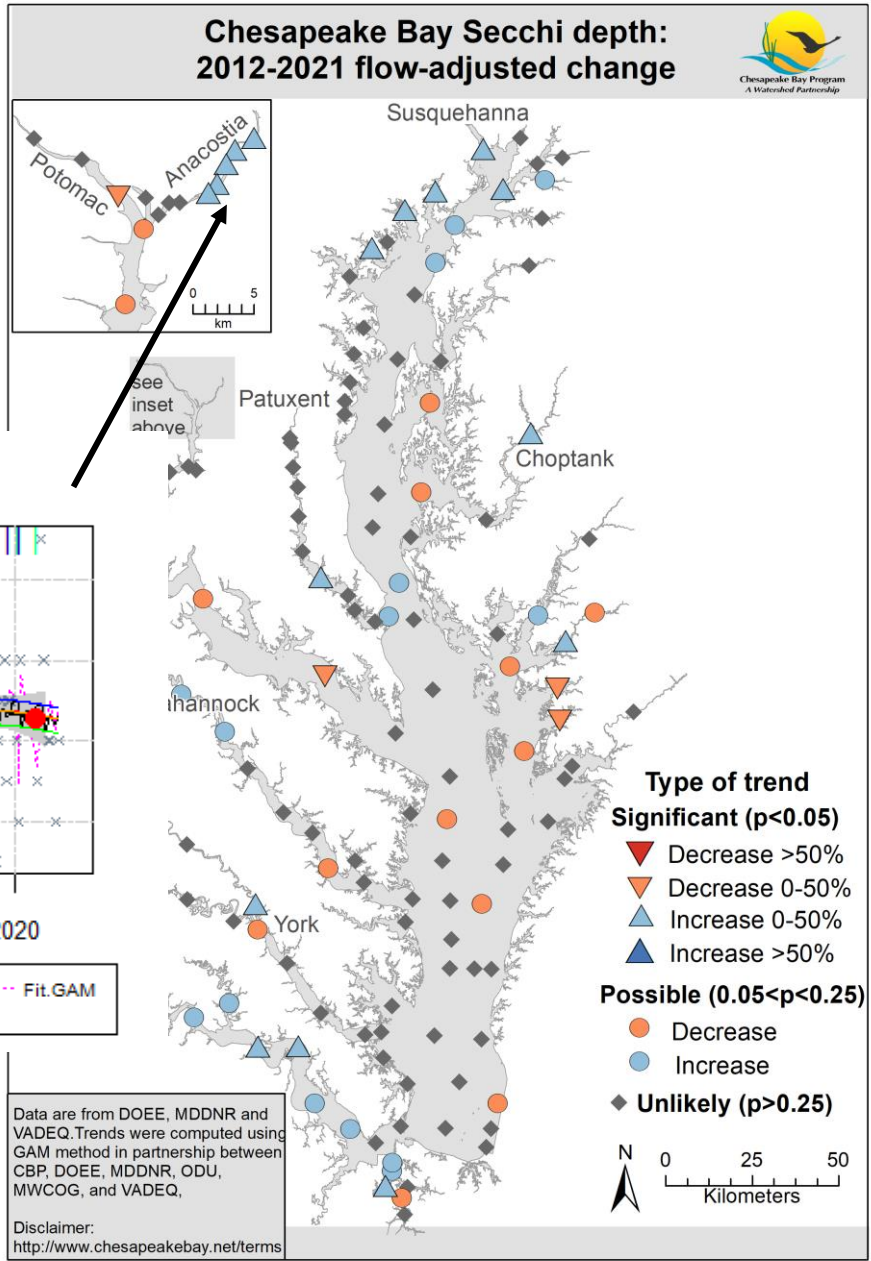 Chesapeake Bay Secchi depth:
2012-2021 flow-adjusted change
Chesapeake Bay Program
A Watershed Partnership
Susquehanna
Potomac
Anacostia
0 5
km
see
inset
above
Patuxent
Choptank
ahannock
York
020
Fit.GAM
Type of trend
Significant (p<0.05)
Decrease >50%
Decrease 0-50%
Increase 0-50%
Increase >50%
Possible (0.05<p<0.25)
Decrease
Increase
Unlikely (p>0.25)
N
0 25 50
Kilometers
Data are from DOEE, MDDNR and
VADEQ.Trends were computed using
GAM method in partnership between
CBP, DOEE, MDDNR, ODU,
MWCOG, and VADEQ,
Disclaimer:
http://www.chesapeakebay.net/terms